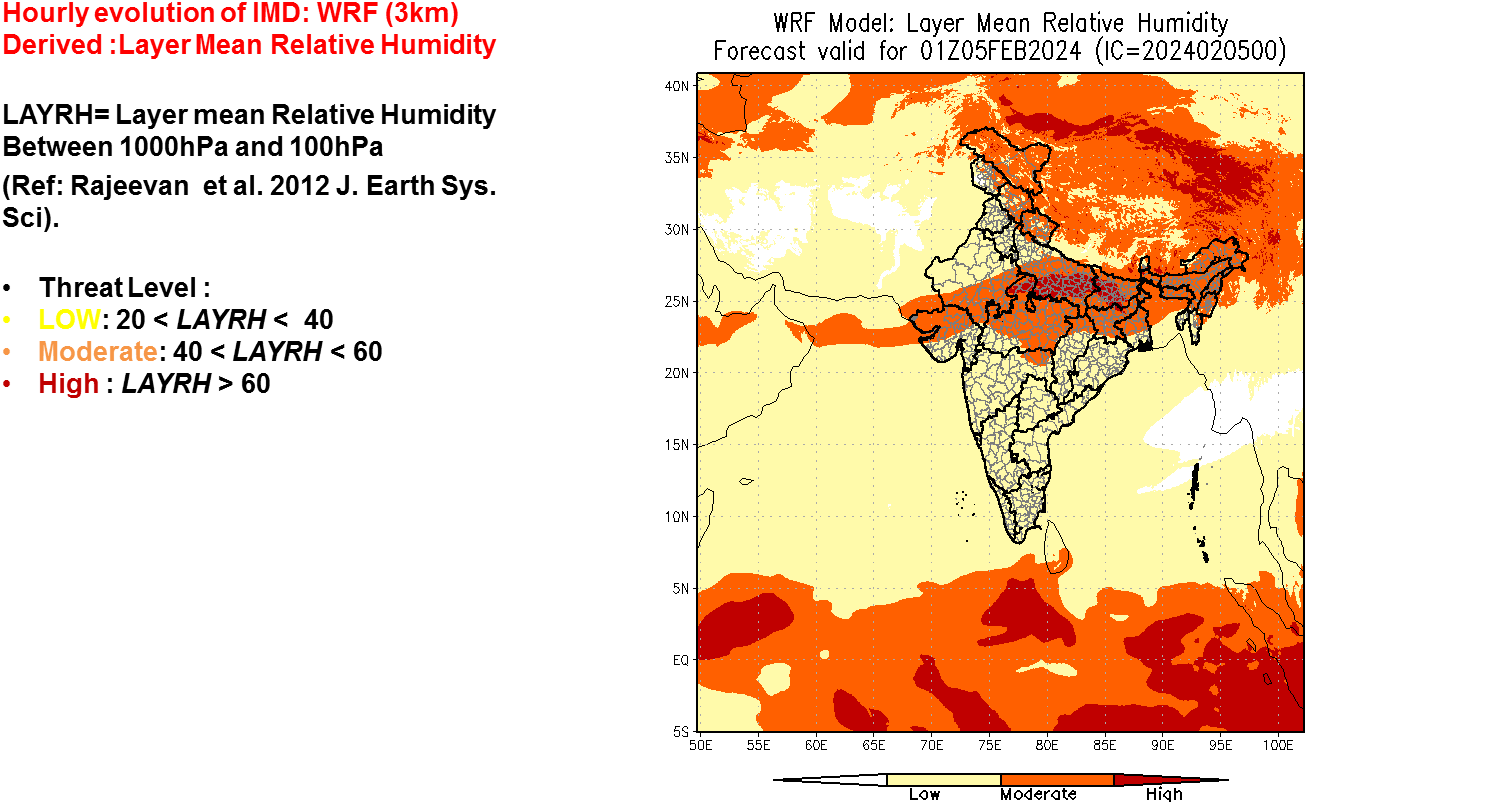 Hourly evolution of IMD: WRF (3km)
Derived :Layer Mean Relative Humidity
LAYRH= Layer mean Relative Humidity
Between 1000hPa and 100hPa
(Ref: Rajeevan et al. 2012 J. Earth Sys.
Sci).
• Threat Level :
• LOW: 20 < LAYRH < 40
• Moderate: 40 < LAYRH < 60
• High : LAYRH > 60
WRF Model: Layer Mean Relative Humidity
Forecast valid for 01Z05FEB2024 (IC=2024020500)
40N
35N
30N
25N
20N
15N
10N
5N
EQ
5S
50E 55E 60E 65E 70E 75E 80E 85E 90E 95E 100E
Low Moderate High